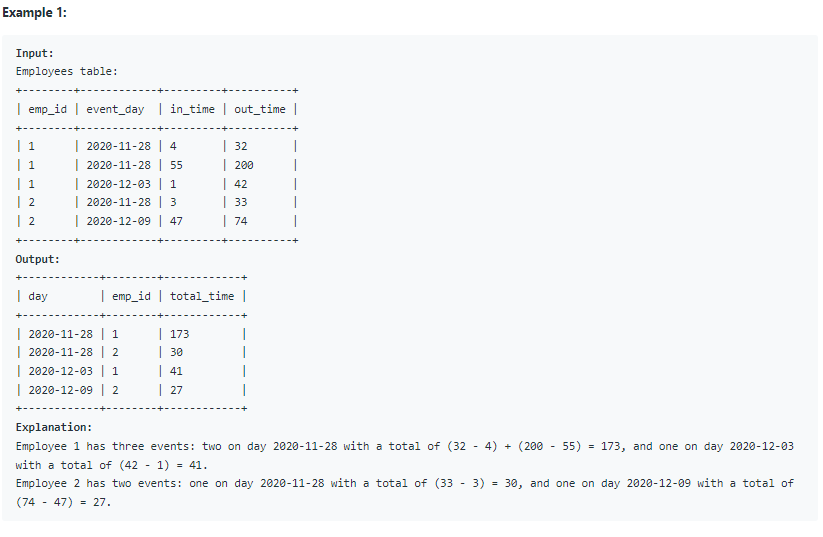 Example 1:
Input:
Employees table:
+--------+------------+---------+----------+
| emp_id | event_day  | in_time | out_time |
+--------+------------+---------+----------+
| 1      | 2020-11-28 | 4       | 32       |
| 1      | 2020-11-28 | 55      | 200      |
| 1      | 2020-12-03 | 1       | 42       |
| 2      | 2020-11-28 | 3       | 33       |
| 2      | 2020-12-09 | 47      | 74       |
+--------+------------+---------+----------+
Output:
+------------+--------+------------+
| day        | emp_id | total_time |
+------------+--------+------------+
| 2020-11-28 | 1      | 173        |
| 2020-11-28 | 2      | 30         |
| 2020-12-03 | 1      | 41         |
| 2020-12-09 | 2      | 27         |
+------------+--------+------------+
Explanation:
Employee 1 has three events: two on day 2020-11-28 with a total of (32 - 4) + (200 - 55) = 173, and one on day 2020-12-03
with a total of (42 - 1) = 41.
Employee 2 has two events: one on day 2020-11-28 with a total of (33 - 3) = 30, and one on day 2020-12-09 with a total of
(74 - 47) = 27.